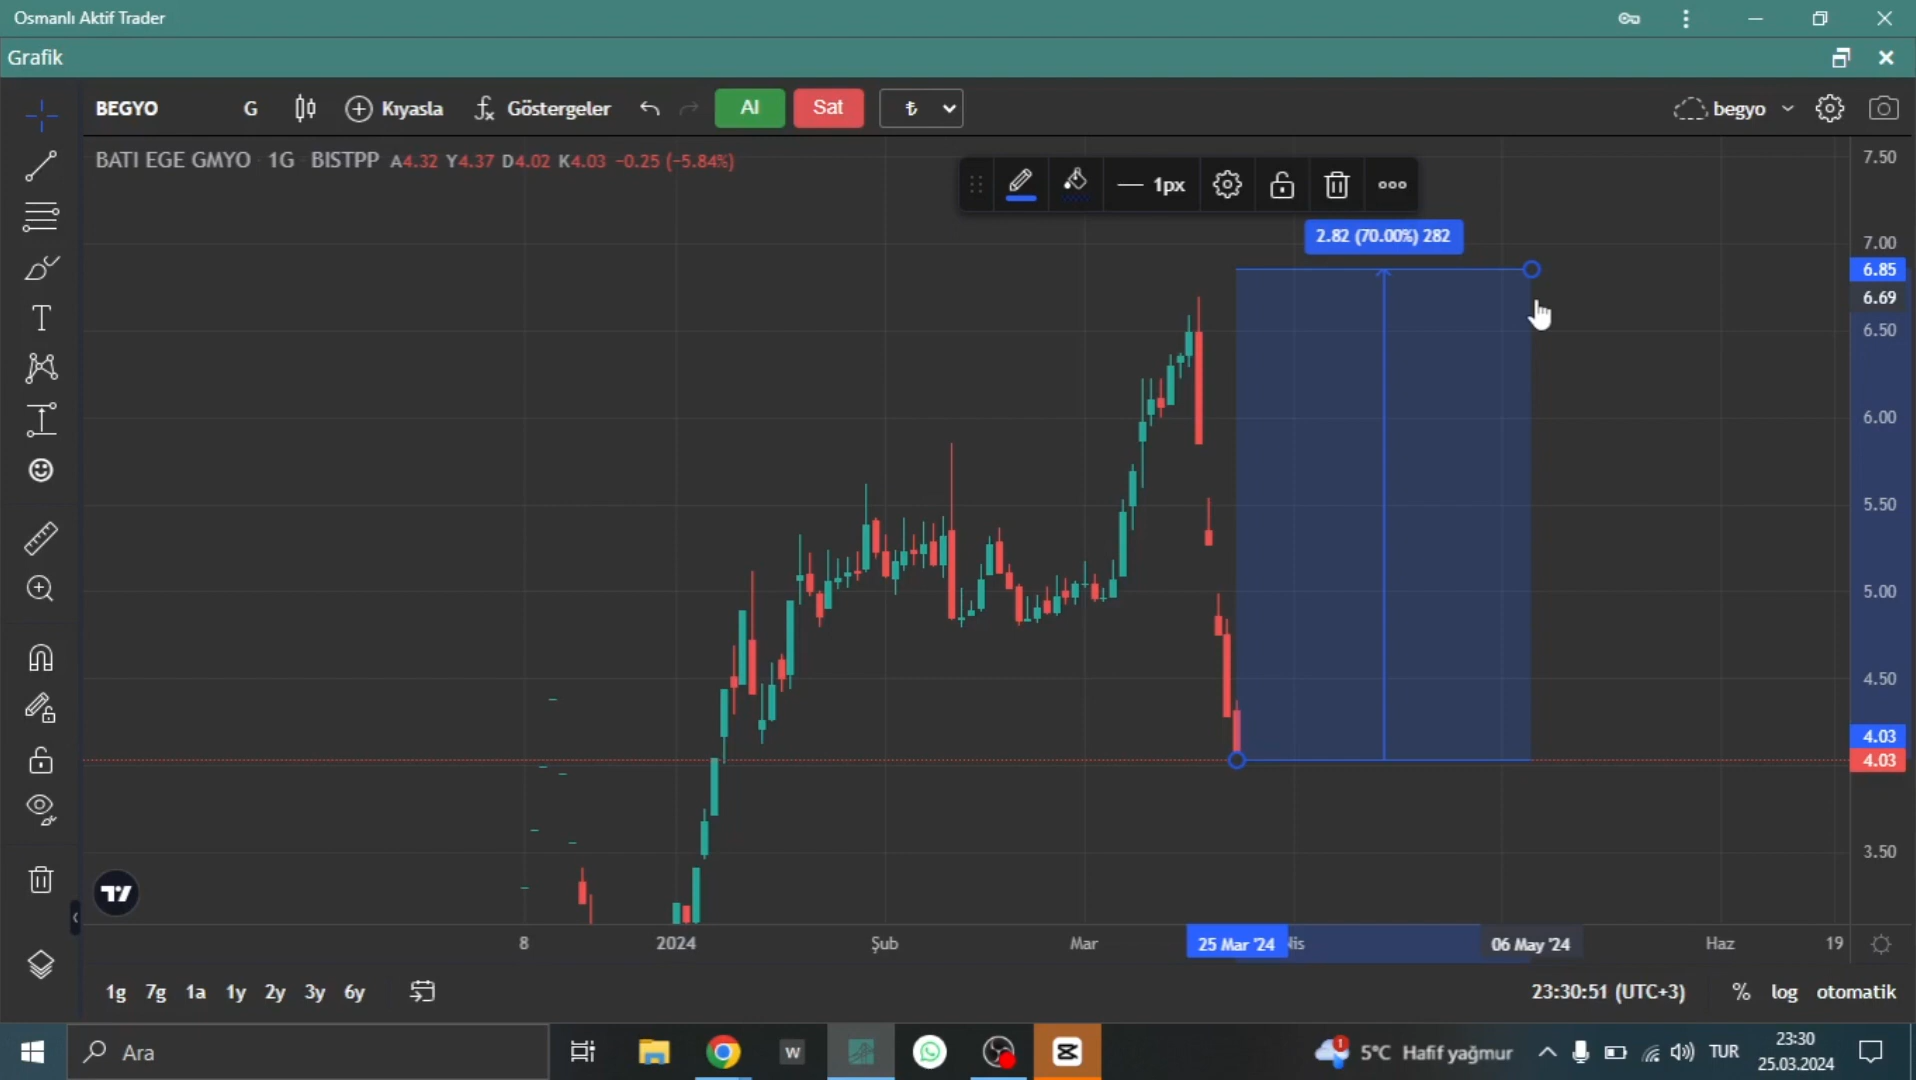 Osmanlı Aktif Trader
Grafik
BEGYO G Kıyasla Göstergeler Al Sat ₺ begyo
BATI EGE GMYO · 1G · BISTPP A4.32 Y4.37 D4.02 K4.03 −0.25 (−5.84%)
1px
2.82 (70.00%) 282
7.50
7.00
6.85
6.69
6.50
6.00
5.50
5.00
4.50
4.03
4.03
3.50
8 2024 Şub Mar 25 Mar '24 Nis 06 May '24 Haz 19
1g 7g 1a 1y 2y 3y 6y 23:30:51 (UTC+3) % log otomatik
Ara W 1 5°C Hafif yağmur TUR 23:30
25.03.2024